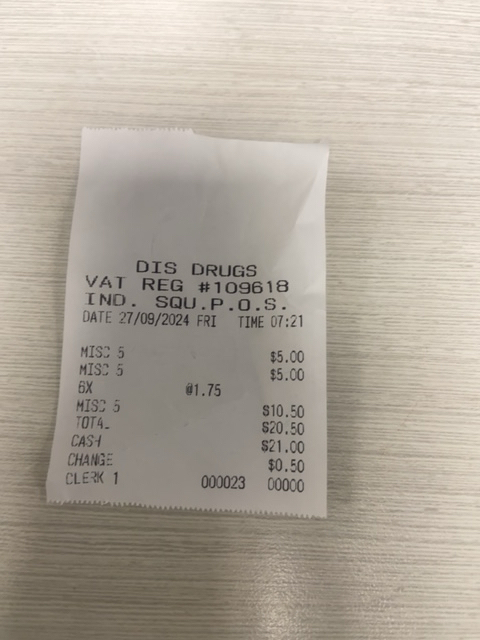 DIS DRUGS
VAT REG #109618
IND. SQU.P.O.S.
DATE 27/09/2024 FRI TIME 07:21
MISC 5 $5.00
MISC 5 $5.00
6X @1.75
MISC 5 $10.50
TOTAL $20.50
CASH $21.00
CHANGE $0.50
CLERK 1 000023 00000